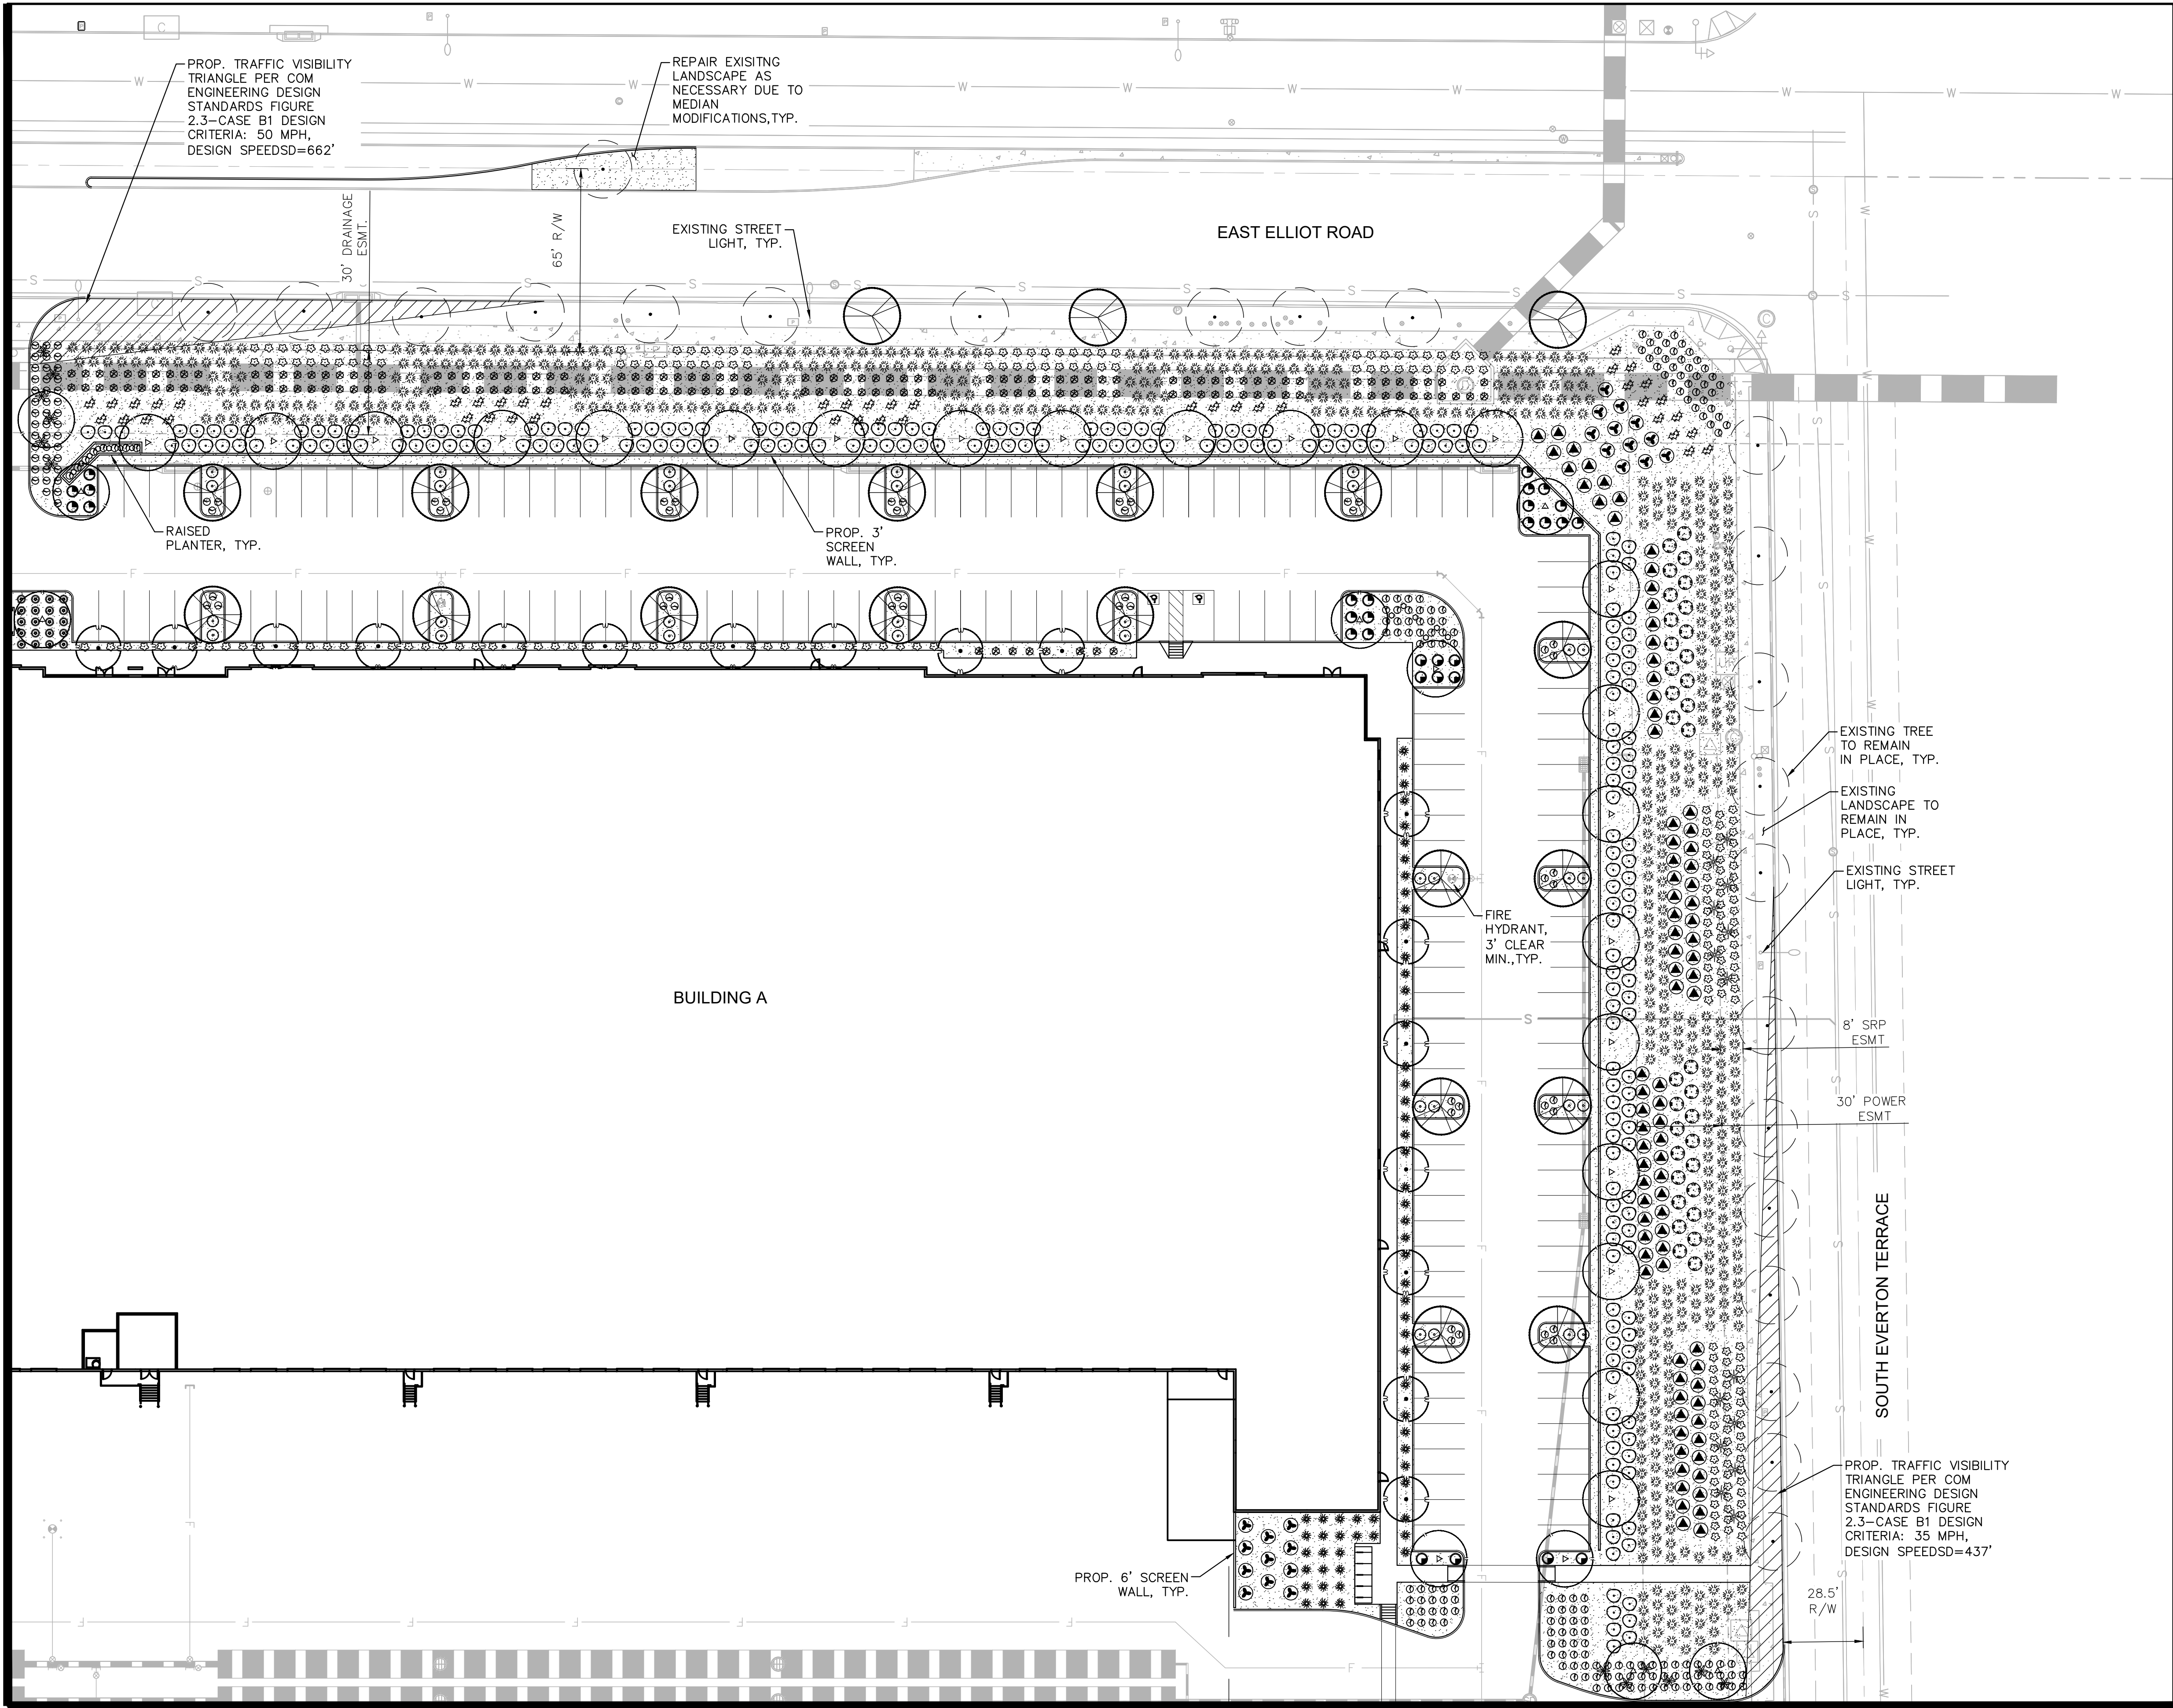 PROP. TRAFFIC VISIBILITY
TRIANGLE PER COM
ENGINEERING DESIGN
STANDARDS FIGURE
2.3-CASE B1 DESIGN
CRITERIA: 50 MPH,
DESIGN SPEEDSD=662'
REPAIR EXISITNG
LANDSCAPE AS
NECESSARY DUE TO
MEDIAN
MODIFICATIONS,TYP.
30' DRAINAGE
ESMT.
65' R/W
EXISTING STREET
LIGHT, TYP.
EAST ELLIOT ROAD
RAISED
PLANTER, TYP.
PROP. 3'
SCREEN
WALL, TYP.
EXISTING TREE
TO REMAIN
IN PLACE, TYP.
EXISTING
LANDSCAPE TO
REMAIN IN
PLACE, TYP.
EXISTING STREET
LIGHT, TYP.
FIRE
HYDRANT,
3' CLEAR
MIN.,TYP.
BUILDING A
8' SRP
ESMT
30' POWER
ESMT
SOUTH EVERTON TERRACE
PROP. TRAFFIC VISIBILITY
TRIANGLE PER COM
ENGINEERING DESIGN
STANDARDS FIGURE
2.3-CASE B1 DESIGN
CRITERIA: 35 MPH,
DESIGN SPEEDSD=437'
PROP. 6' SCREEN
WALL, TYP.
28.5'
R/W